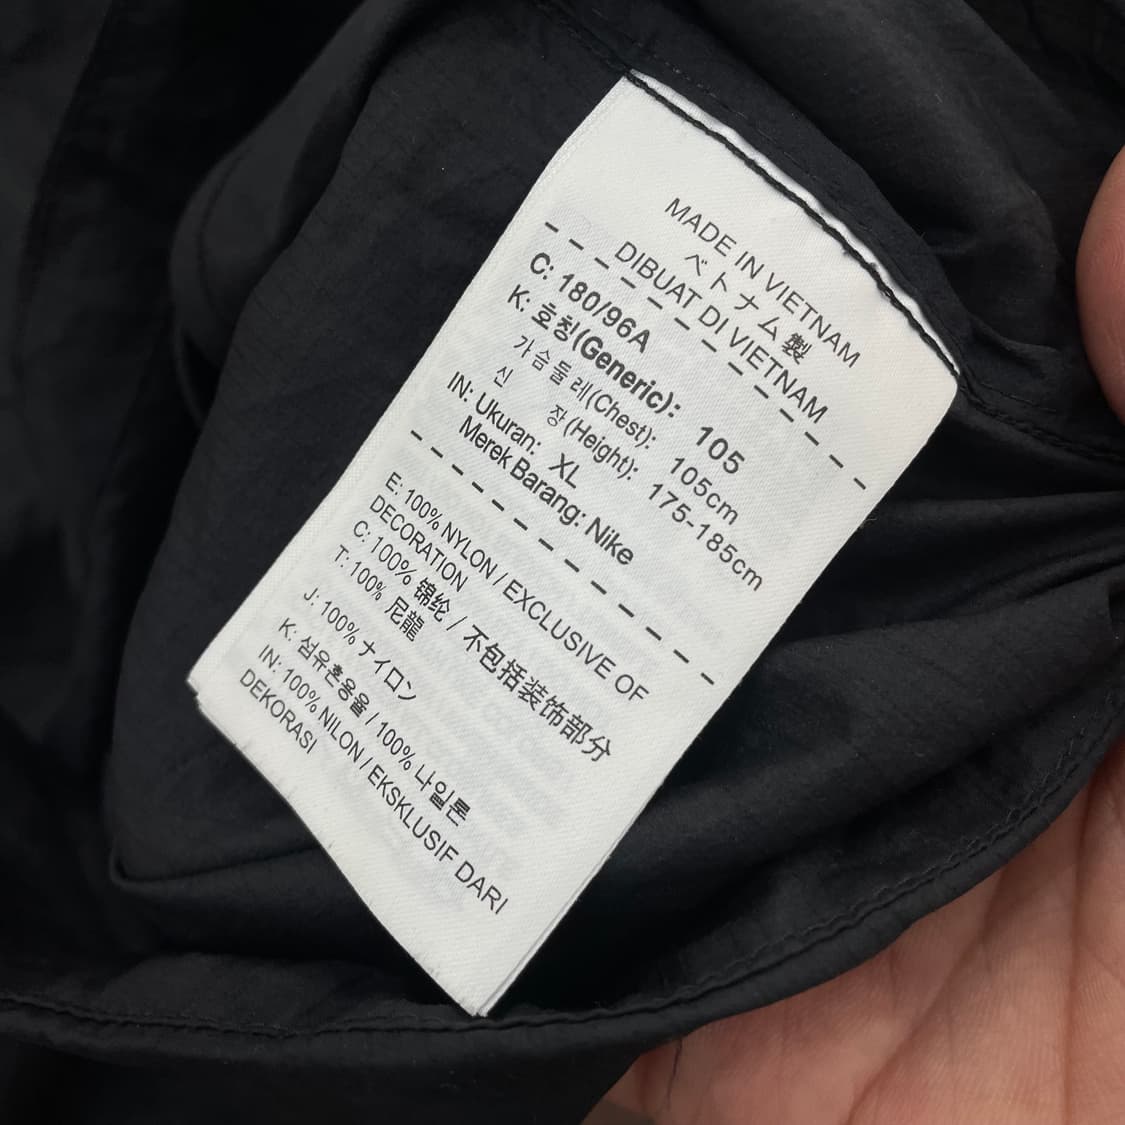 MADE IN VIETNAM
ベトナム製
DIBUAT DI VIETNAM
C: 180/96A
K: 호칭(Generic): 105
가슴둘레(Chest): 105cm
신 장(Height): 175-185cm
IN: Ukuran: XL
Merek Barang: Nike
E: 100% NYLON / EXCLUSIVE OF
DECORATION
C: 100% 锦纶 / 不包括装饰部分
T: 100% 尼龍
J: 100% ナイロン
K: 섬유혼용율 / 100% 나일론
IN: 100% NILON / EKSKLUSIF DARI
DEKORASI